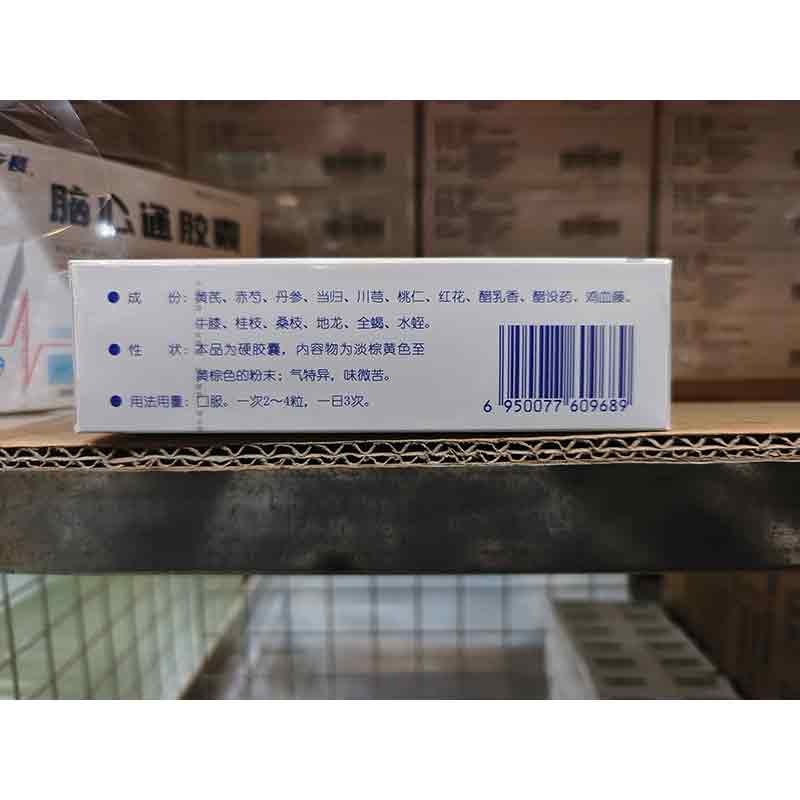 脑心通胶囊
● 成 份：黄芪、赤芍、丹参、当归、川芎、桃仁、红花、醋乳香、醋没药、鸡血藤、
牛膝、桂枝、桑枝、地龙、全蝎、水蛭。
● 性 状：本品为硬胶囊，内容物为淡棕黄色至
黄棕色的粉末；气特异，味微苦。
● 用法用量：口服。一次2～4粒，一日3次。
6 950077 609689